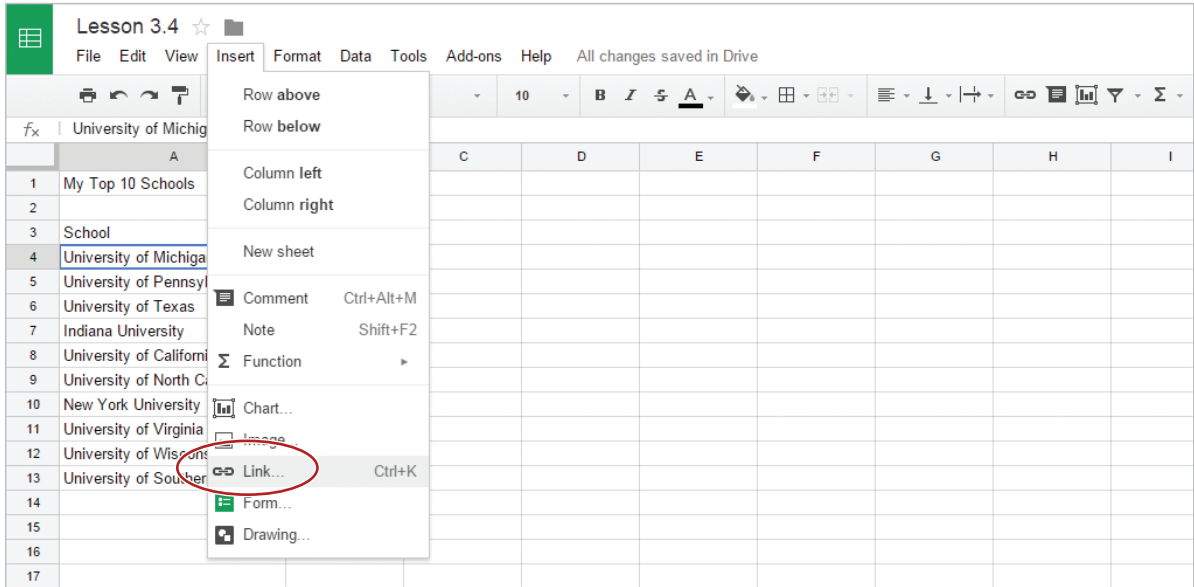 Lesson 3.4
File Edit View Insert Format Data Tools Add-ons Help All changes saved in Drive
10 B I S A Σ
fx University of Michig
A C D E F G H I
1 My Top 10 Schools
2
3 School
4 University of Michiga
5 University of Pennsyl
6 University of Texas
7 Indiana University
8 University of Californi
9 University of North Ca
10 New York University
11 University of Virginia
12 University of Wiscons
13 University of Souther
14
15
16
17
Row above
Row below
Column left
Column right
New sheet
Comment Ctrl+Alt+M
Note Shift+F2
Σ Function
Chart...
Image...
Link... Ctrl+K
Form...
Drawing...